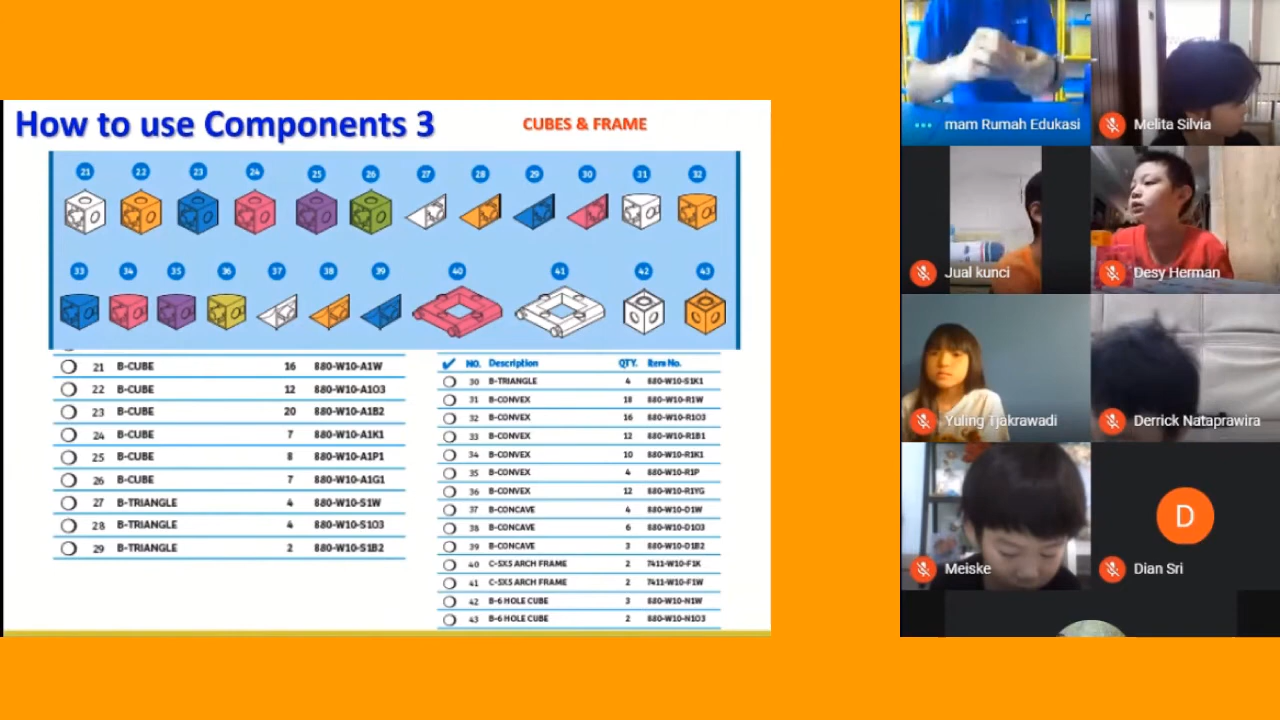 How to use Components 3
CUBES & FRAME
21 22 23 24 25 26 27 28 29 30 31 32
33 34 35 36 37 38 39 40 41 42 43
21 B-CUBE 16 880-W10-A1W
22 B-CUBE 12 880-W10-A1O3
23 B-CUBE 20 880-W10-A1B2
24 B-CUBE 7 880-W10-A1K1
25 B-CUBE 8 880-W10-A1P1
26 B-CUBE 7 880-W10-A1G1
27 B-TRIANGLE 4 880-W10-S1W
28 B-TRIANGLE 4 880-W10-S1O3
29 B-TRIANGLE 2 880-W10-S1B2
NO. Description QTY. Item No.
30 B-TRIANGLE 4 880-W10-S1K1
31 B-CONVEX 18 880-W10-R1W
32 B-CONVEX 16 880-W10-R1O3
33 B-CONVEX 12 880-W10-R1B1
34 B-CONVEX 10 880-W10-R1K1
35 B-CONVEX 4 880-W10-R1P
36 B-CONVEX 12 880-W10-R1YG
37 B-CONCAVE 4 880-W10-D1W
38 B-CONCAVE 6 880-W10-D1O3
39 B-CONCAVE 3 880-W10-D1B2
40 C-5X5 ARCH FRAME 2 7411-W10-F1K
41 C-5X5 ARCH FRAME 2 7411-W10-F1W
42 B-6 HOLE CUBE 3 880-W10-N1W
43 B-6 HOLE CUBE 2 880-W10-N1O3
mam Rumah Edukasi
Melita Silvia
Jual kunci
Desy Herman
Yuling Tjakrawadi
Derrick Nataprawira
Meiske
D
Dian Sri